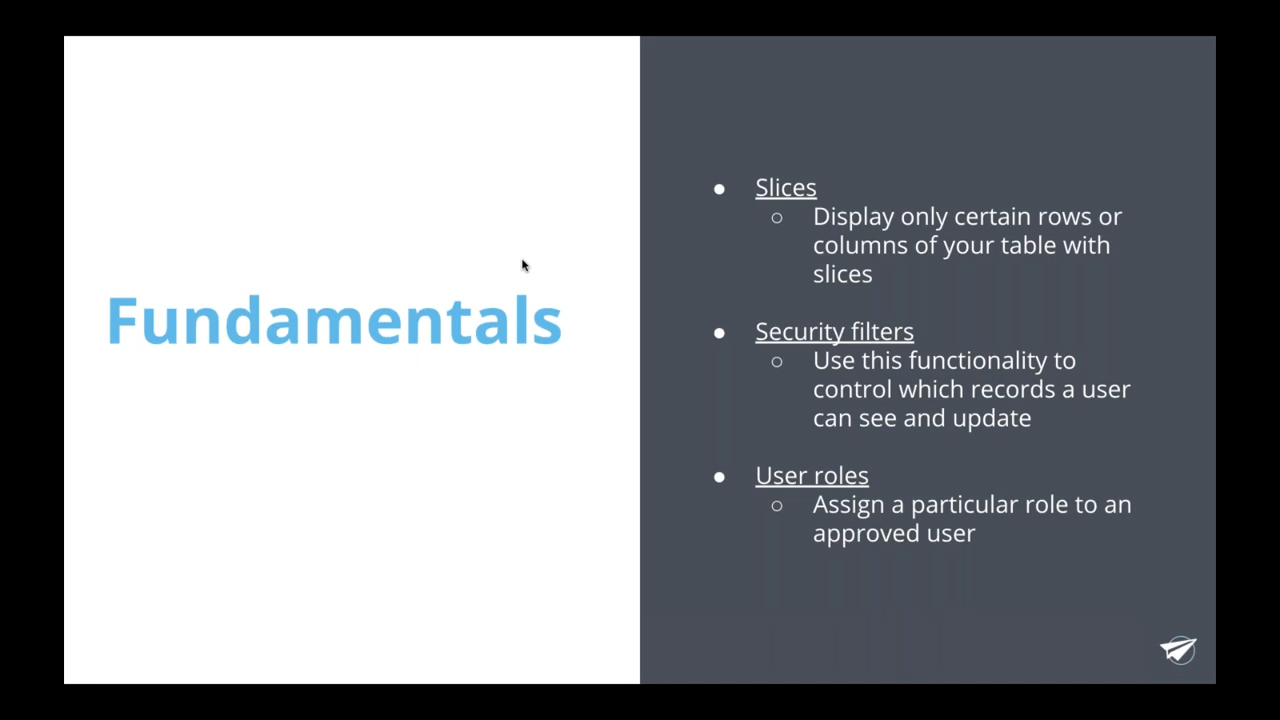 Fundamentals
● Slices
○ Display only certain rows or
columns of your table with
slices
● Security filters
○ Use this functionality to
control which records a user
can see and update
● User roles
○ Assign a particular role to an
approved user